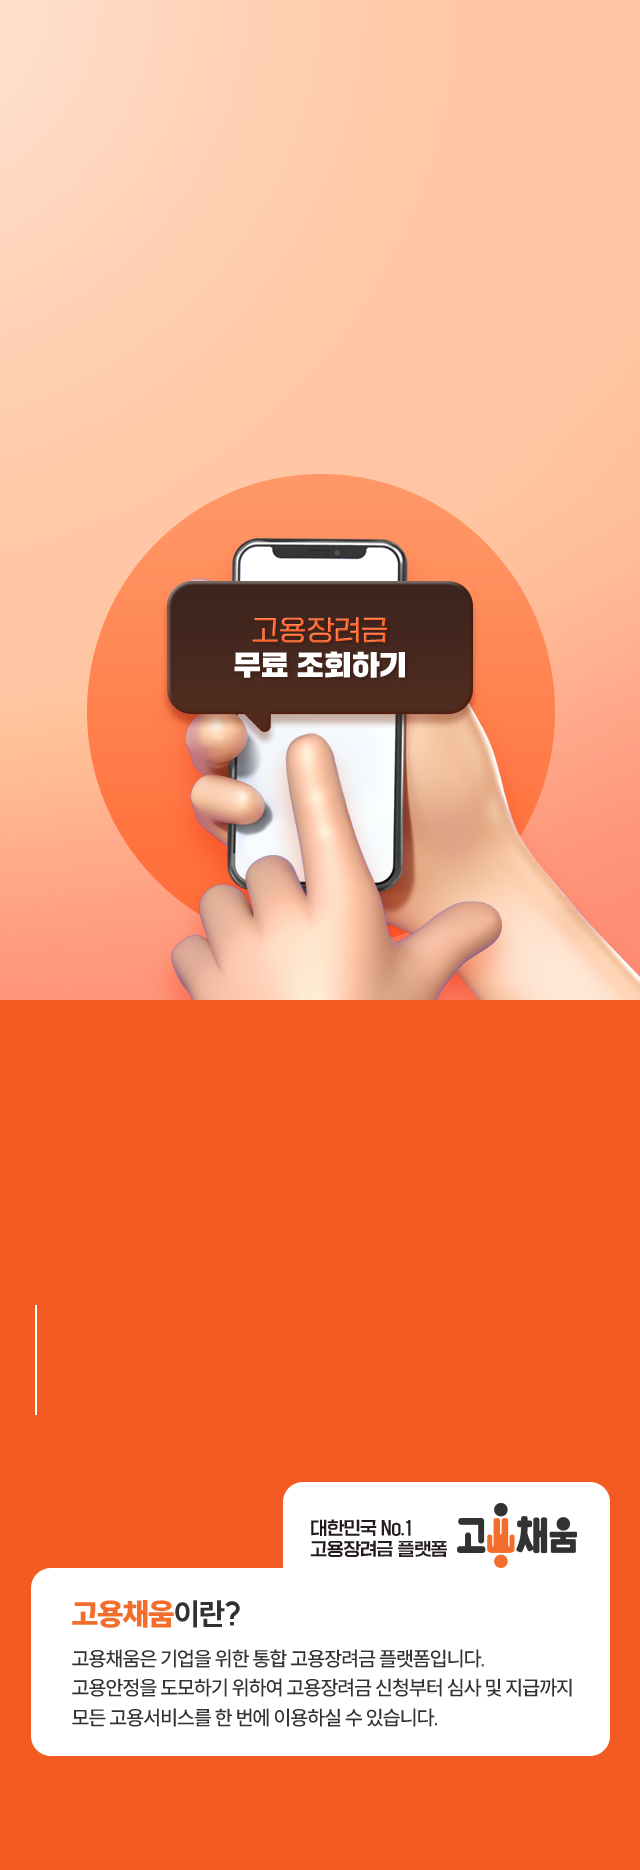 고용장려금
무료 조회하기
대한민국 No.1
고용장려금 플랫폼
고용채움
고용채움이란?
고용채움은 기업을 위한 통합 고용장려금 플랫폼입니다.
고용안정을 도모하기 위하여 고용장려금 신청부터 심사 및 지급까지
모든 고용서비스를 한 번에 이용하실 수 있습니다.